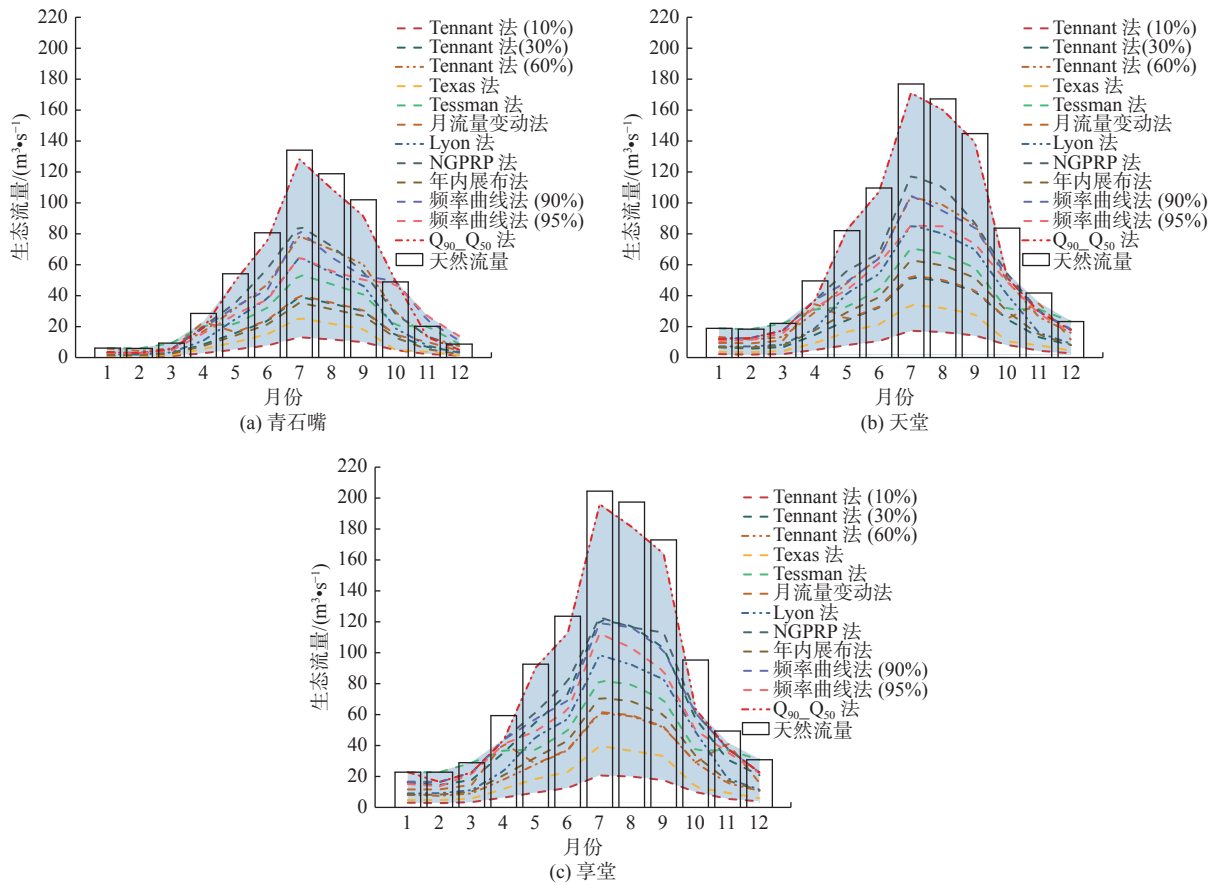 220
200
180
160
140
120
100
80
60
40
20
0
生态流量/(m³•s⁻¹)
1 2 3 4 5 6 7 8 9 10 11 12
月份
(a) 青石嘴
Tennant 法 (10%)
Tennant 法(30%)
Tennant 法 (60%)
Texas 法
Tessman 法
月流量变动法
Lyon 法
NGPRP 法
年内展布法
频率曲线法 (90%)
频率曲线法 (95%)
Q₉₀_Q₅₀ 法
天然流量
220
200
180
160
140
120
100
80
60
40
20
0
生态流量/(m³•s⁻¹)
1 2 3 4 5 6 7 8 9 10 11 12
月份
(b) 天堂
Tennant 法 (10%)
Tennant 法(30%)
Tennant 法 (60%)
Texas 法
Tessman 法
月流量变动法
Lyon 法
NGPRP 法
年内展布法
频率曲线法 (90%)
频率曲线法 (95%)
Q₉₀_Q₅₀ 法
天然流量
220
200
180
160
140
120
100
80
60
40
20
0
生态流量/(m³•s⁻¹)
1 2 3 4 5 6 7 8 9 10 11 12
月份
(c) 享堂
Tennant 法 (10%)
Tennant 法 (30%)
Tennant 法 (60%)
Texas 法
Tessman 法
月流量变动法
Lyon 法
NGPRP 法
年内展布法
频率曲线法 (90%)
频率曲线法 (95%)
Q₉₀_Q₅₀ 法
天然流量